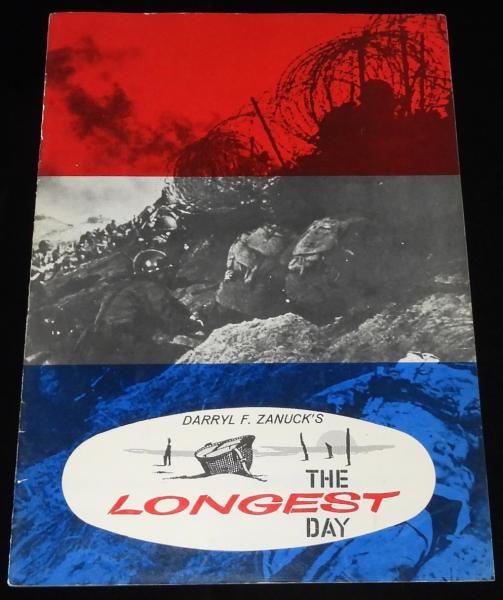 DARRYL F. ZANUCK'S
THE
LONGEST
DAY